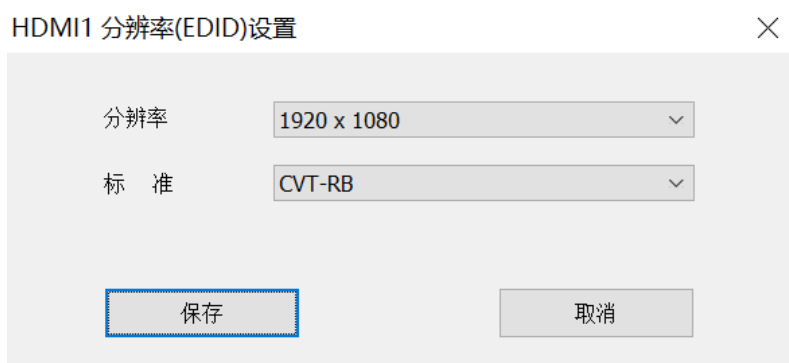 HDMI1 分辨率(EDID)设置
分辨率 1920 x 1080
标 准 CVT-RB
保存 取消